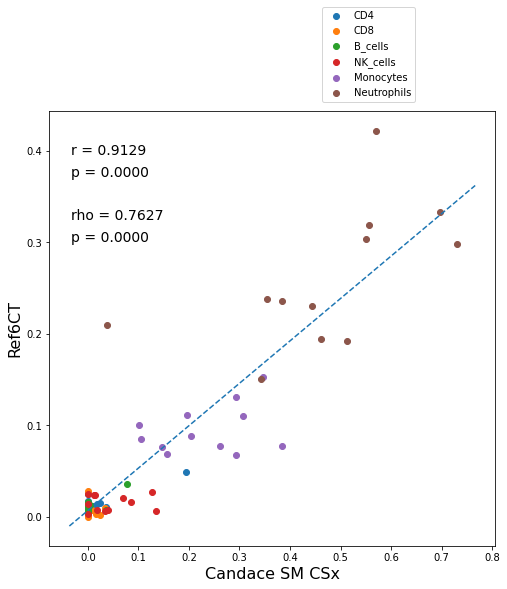 CD4
CD8
B_cells
NK_cells
Monocytes
Neutrophils
r = 0.9129
p = 0.0000
rho = 0.7627
p = 0.0000
0.4
0.3
0.2
0.1
0.0
Ref6CT
0.0 0.1 0.2 0.3 0.4 0.5 0.6 0.7 0.8
Candace SM CSx